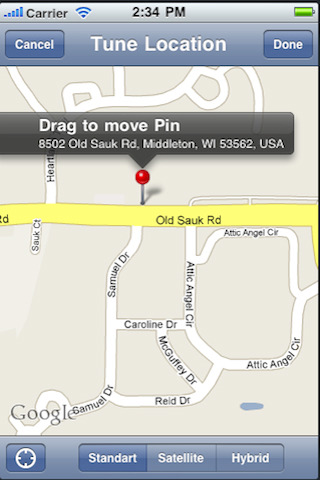 Carrier 2:34 PM
Cancel Tune Location Done
Drag to move Pin
8502 Old Sauk Rd, Middleton, WI 53562, USA
Heartl
Rd
Old Sauk Rd
Sauk Ct
Attic Angel Cir
Samuel Dr
Attic Angel Cir
Caroline Dr
McGuffey Dr
Attic Angel Cir
Samuel Dr
Reid Dr
Google
Standart Satellite Hybrid